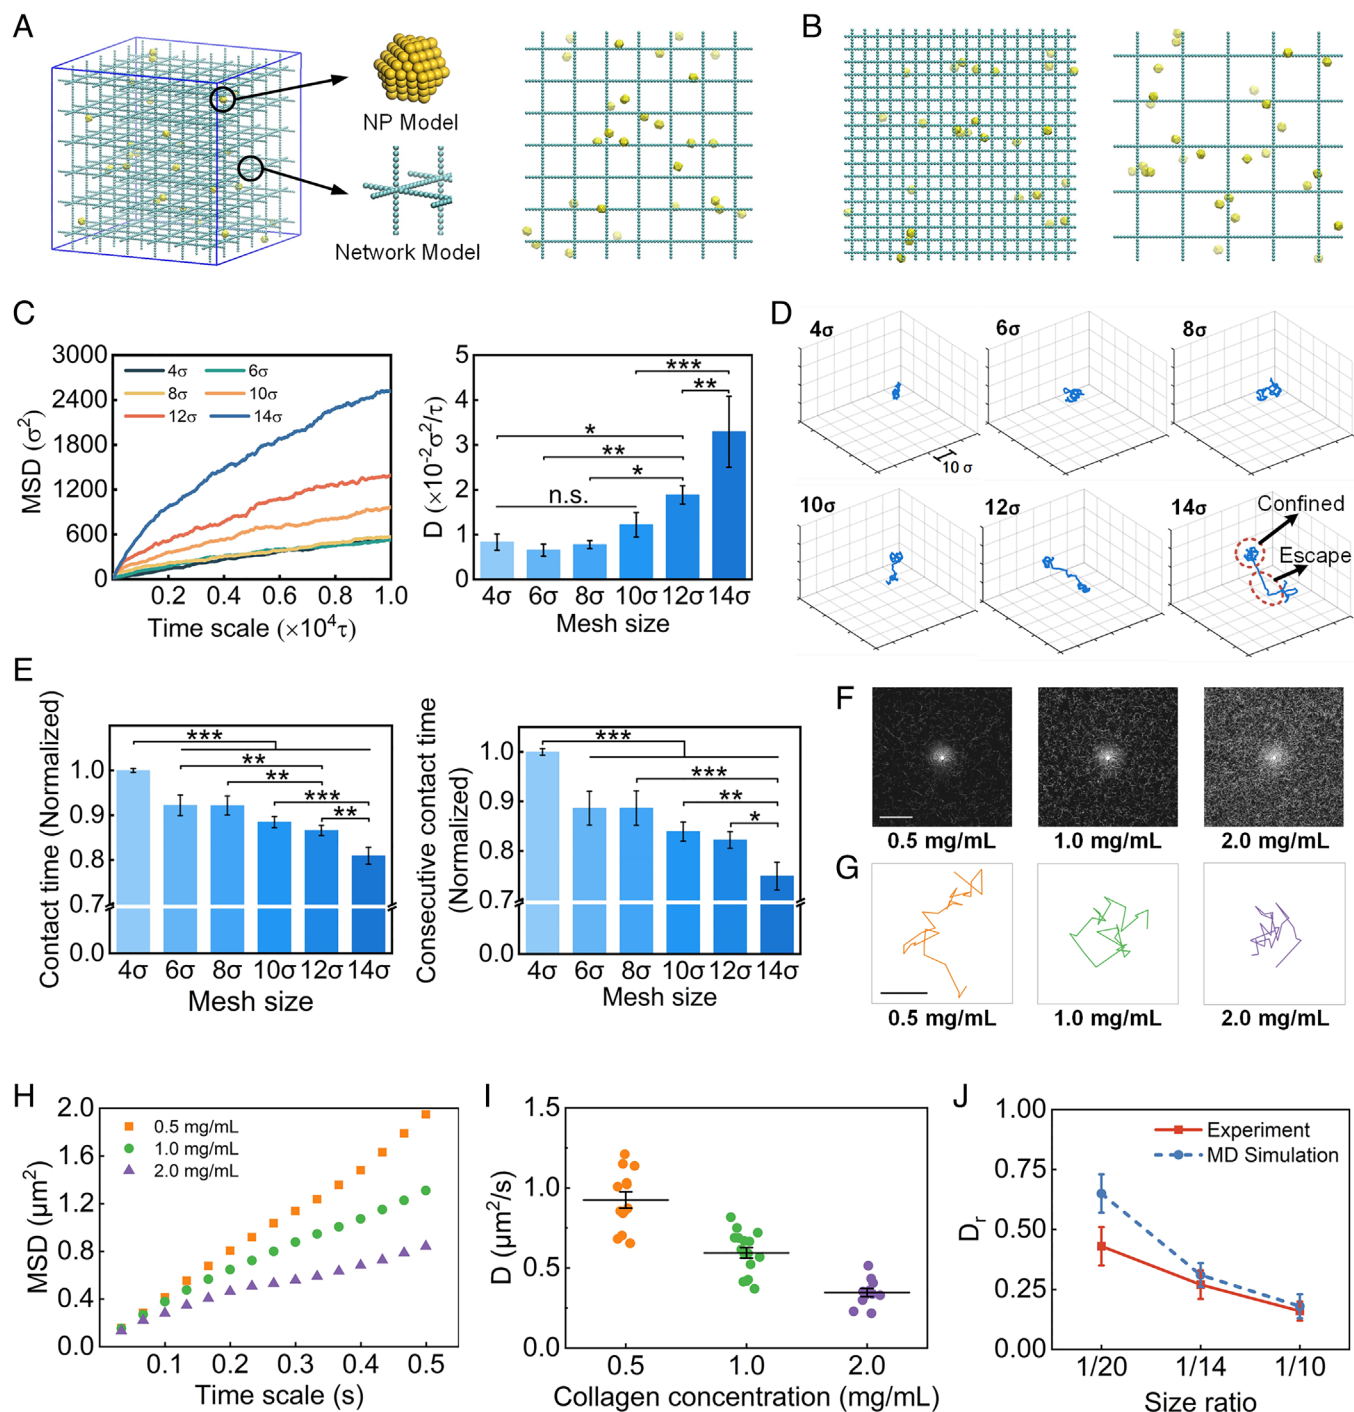 A
NP Model
Network Model
B
C
3000
2400
1800
1200
600
0
MSD (σ²)
4σ 6σ
8σ 10σ
12σ 14σ
0.2 0.4 0.6 0.8 1.0
Time scale (×10⁴τ)
5
4
3
2
1
0
D (×10⁻²σ²/τ)
***
**
*
**
*
n.s.
4σ 6σ 8σ 10σ 12σ 14σ
Mesh size
D
4σ
6σ
8σ
10 σ
10σ
12σ
14σ
Confined
Escape
E
Contact time (Normalized)
1.0
0.9
0.8
0.7
0.0
***
**
**
***
**
4σ 6σ 8σ 10σ 12σ 14σ
Mesh size
Consecutive contact time
(Normalized)
1.0
0.9
0.8
0.7
0.0
***
***
**
*
4σ 6σ 8σ 10σ 12σ 14σ
Mesh size
F
0.5 mg/mL 1.0 mg/mL 2.0 mg/mL
G
0.5 mg/mL 1.0 mg/mL 2.0 mg/mL
H
2.0
1.6
1.2
0.8
0.4
0.0
MSD (μm²)
0.5 mg/mL
1.0 mg/mL
2.0 mg/mL
0.1 0.2 0.3 0.4 0.5
Time scale (s)
I
1.5
1.0
0.5
0.0
D (μm²/s)
0.5 1.0 2.0
Collagen concentration (mg/mL)
J
1.00
0.75
0.50
0.25
0.00
Dr
Experiment
MD Simulation
1/20 1/14 1/10
Size ratio